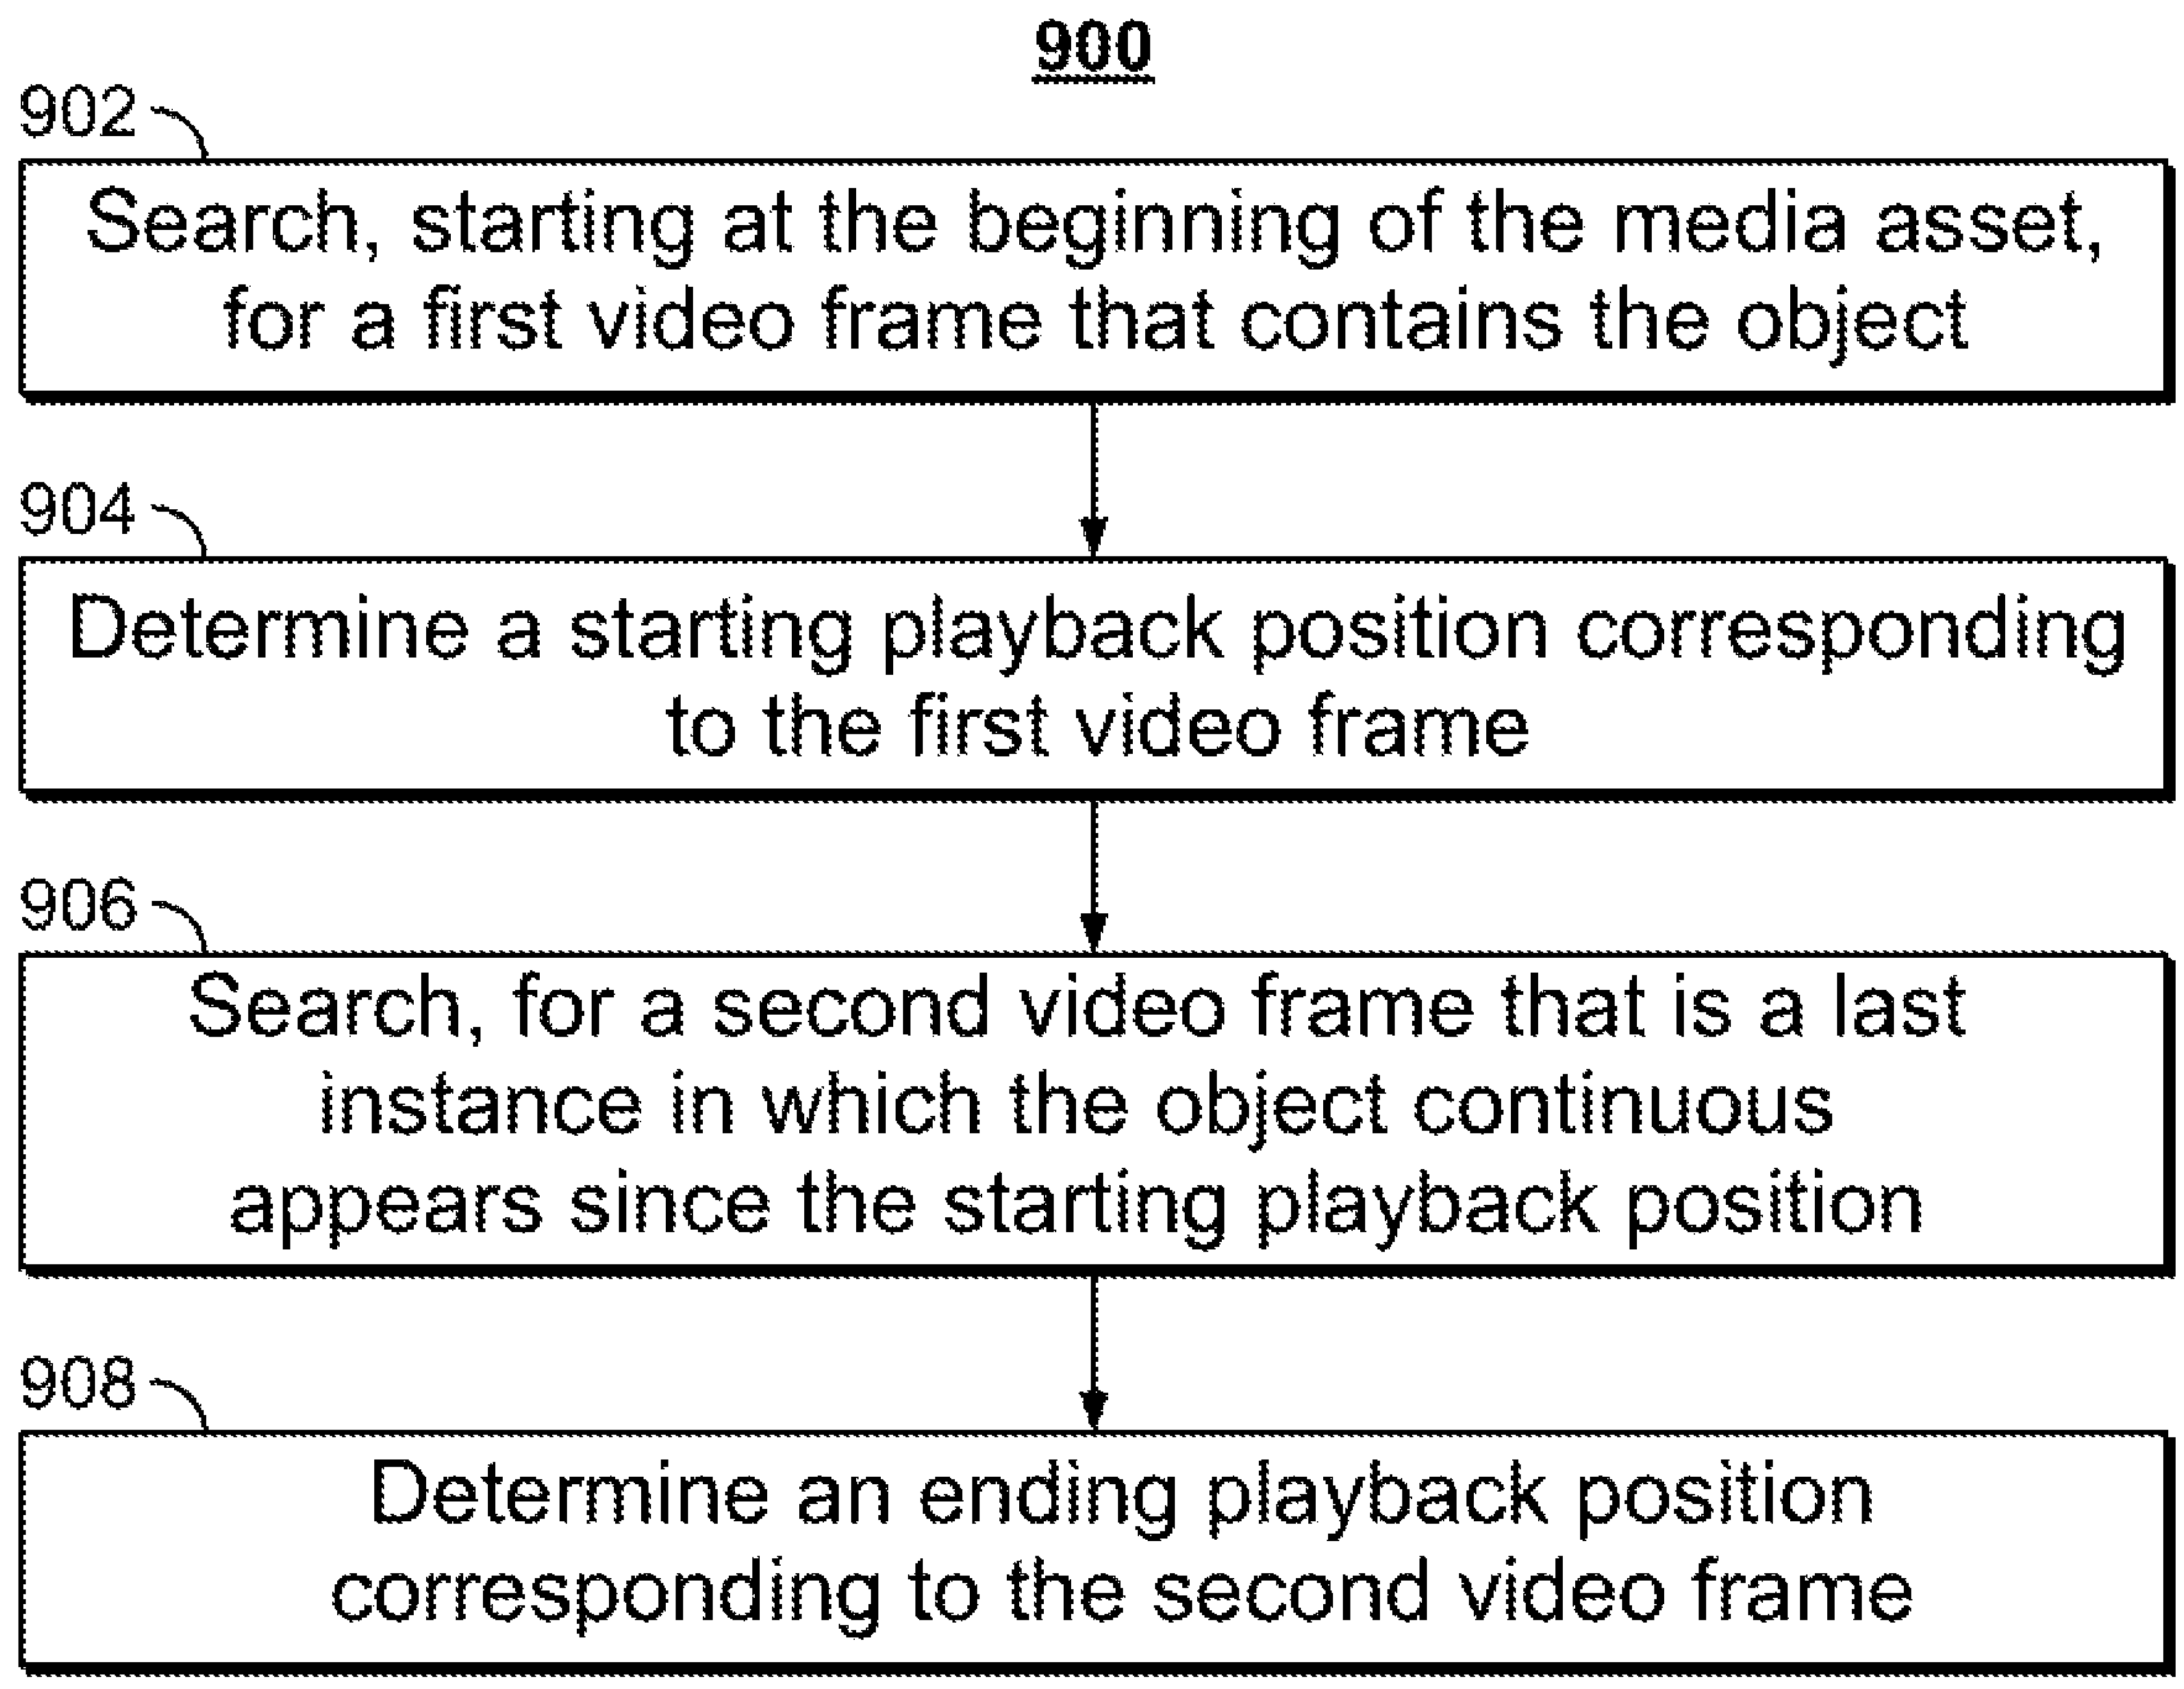 900
902
Search, starting at the beginning of the media asset,
for a first video frame that contains the object
904
Determine a starting playback position corresponding
to the first video frame
906
Search, for a second video frame that is a last
instance in which the object continuous
appears since the starting playback position
908
Determine an ending playback position
corresponding to the second video frame